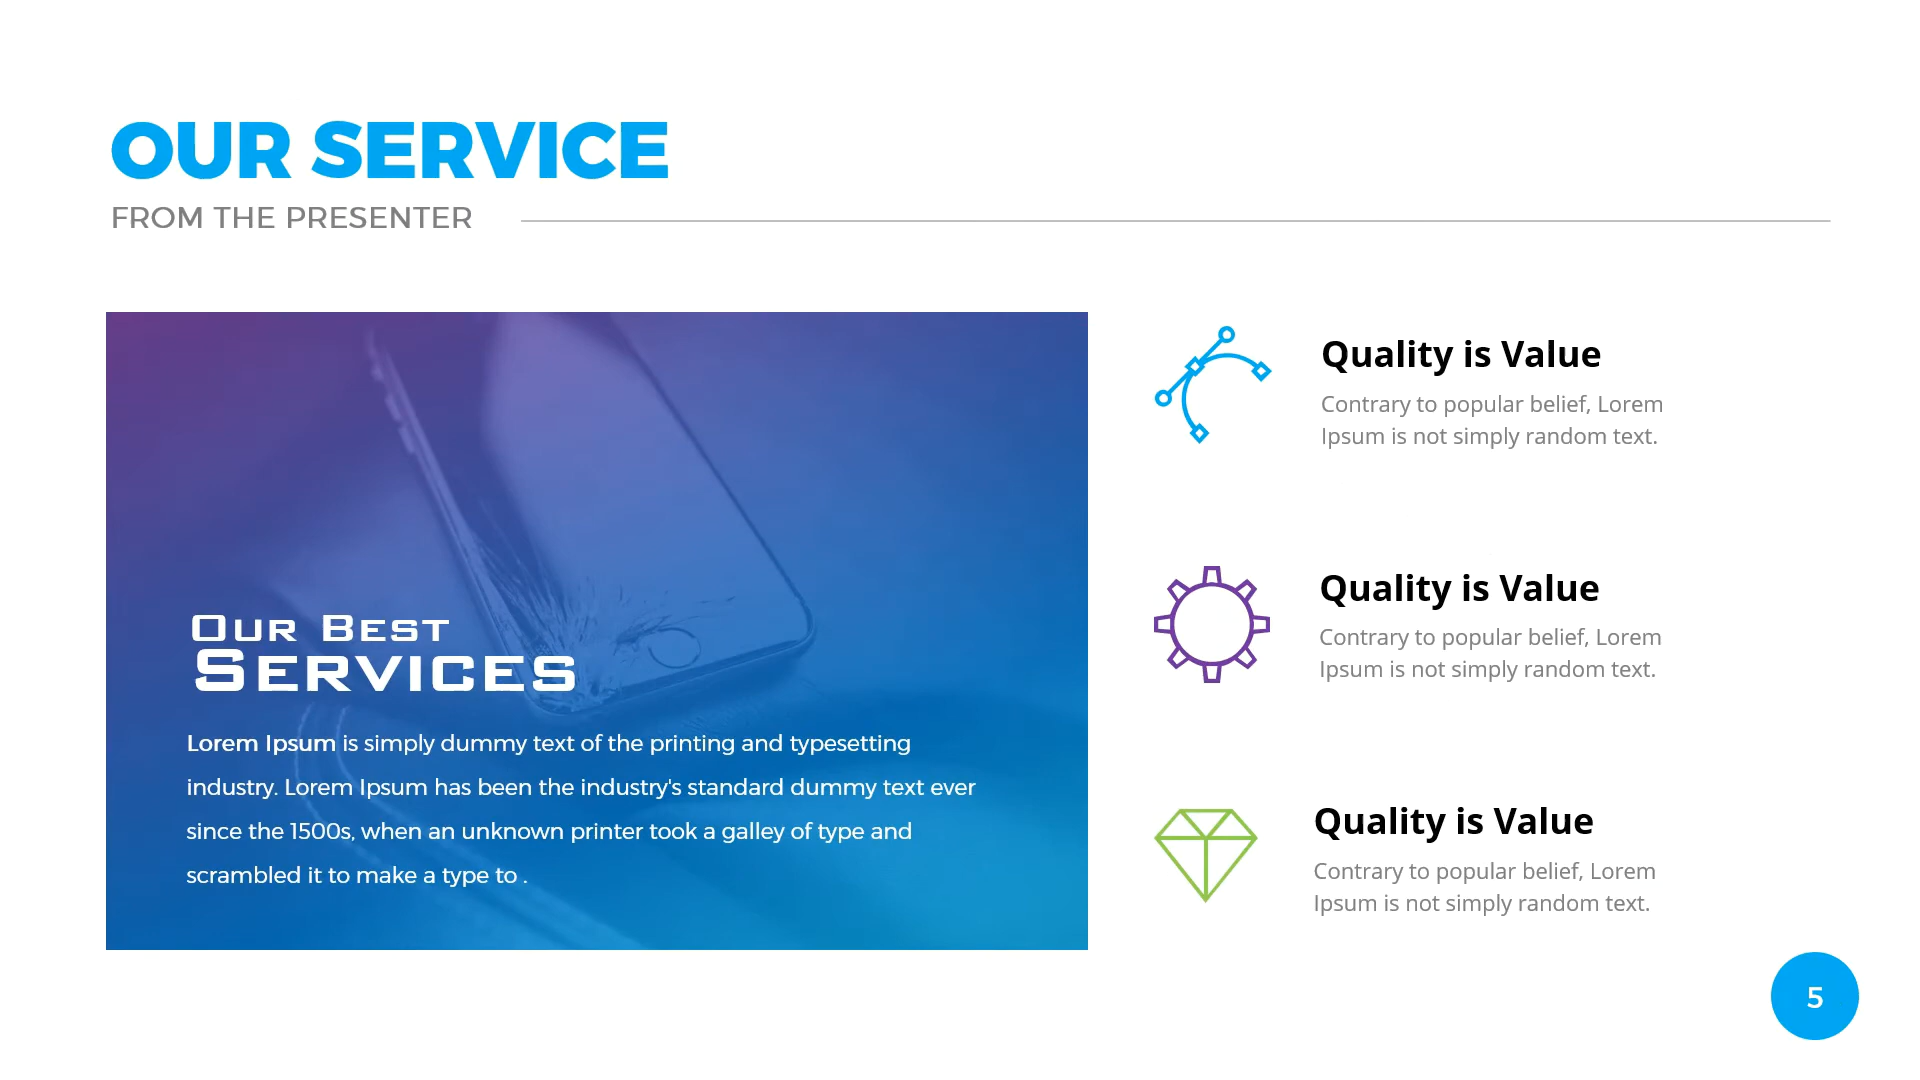 OUR SERVICE
FROM THE PRESENTER
Our Best
Services
Lorem Ipsum is simply dummy text of the printing and typesetting
industry. Lorem Ipsum has been the industry's standard dummy text ever
since the 1500s, when an unknown printer took a galley of type and
scrambled it to make a type to .
Quality is Value
Contrary to popular belief, Lorem
Ipsum is not simply random text.
Quality is Value
Contrary to popular belief, Lorem
Ipsum is not simply random text.
Quality is Value
Contrary to popular belief, Lorem
Ipsum is not simply random text.
5